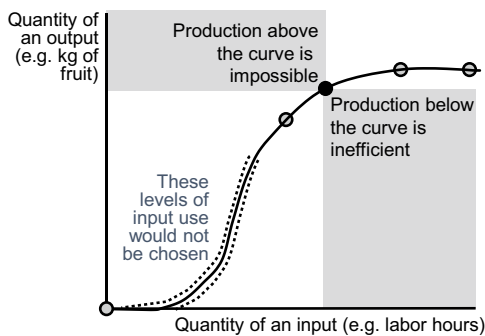 Quantity of
an output
(e.g. kg of
fruit)
Production above
the curve is
impossible
Production below
the curve is
inefficient
These
levels of
input use
would not
be chosen
Quantity of an input (e.g. labor hours)